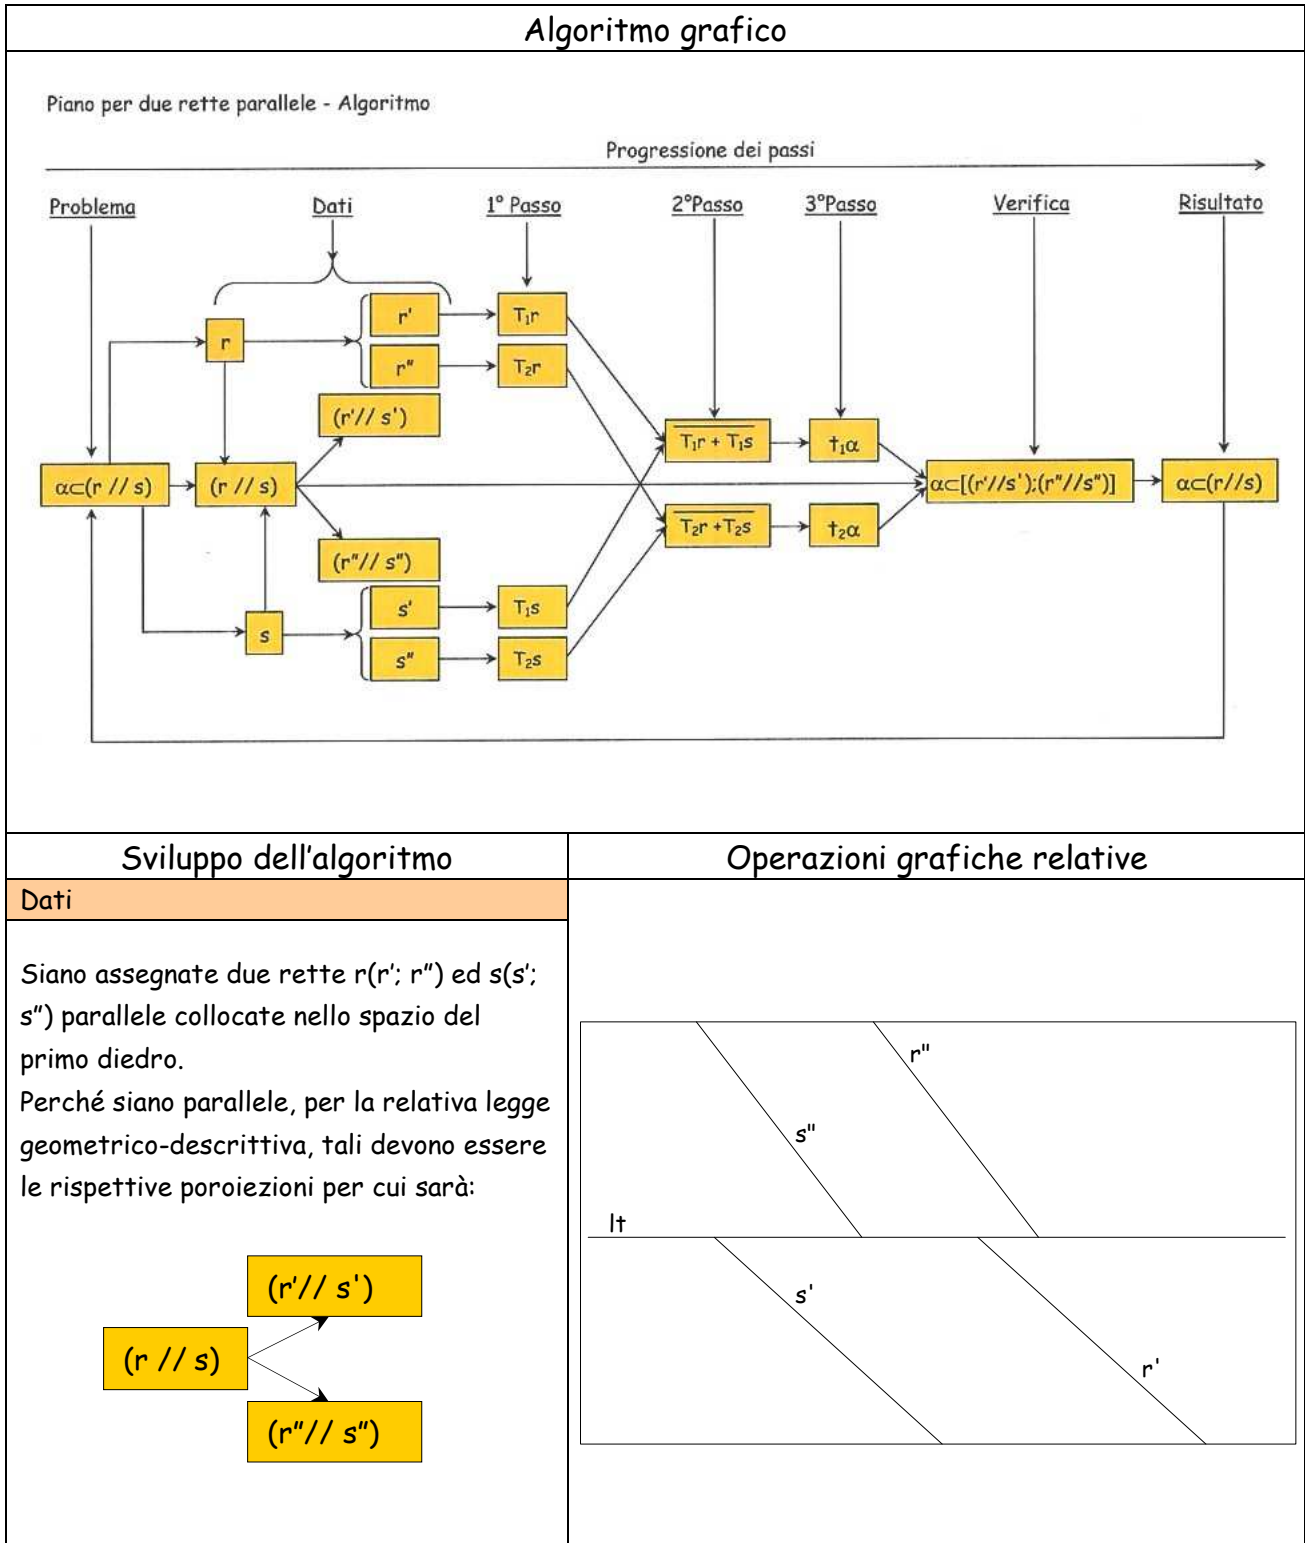 Algoritmo grafico
Piano per due rette parallele - Algoritmo
Progressione dei passi
Problema Dati 1° Passo 2°Passo 3°Passo Verifica Risultato
r' T₁r
r
r" T₂r
(r'// s')
T₁r + T₁s t₁α
α⊂(r // s) (r // s) α⊂[(r'//s');(r"//s")] α⊂(r//s)
T₂r +T₂s t₂α
(r"// s")
s' T₁s
s
s" T₂s
Sviluppo dell'algoritmo
Dati
Siano assegnate due rette r(r'; r") ed s(s';
s") parallele collocate nello spazio del
primo diedro.
Perché siano parallele, per la relativa legge
geometrico-descrittiva, tali devono essere
le rispettive poroiezioni per cui sarà:
(r'// s')
(r // s)
(r"// s")
Operazioni grafiche relative
r"
s"
lt
s'
r'